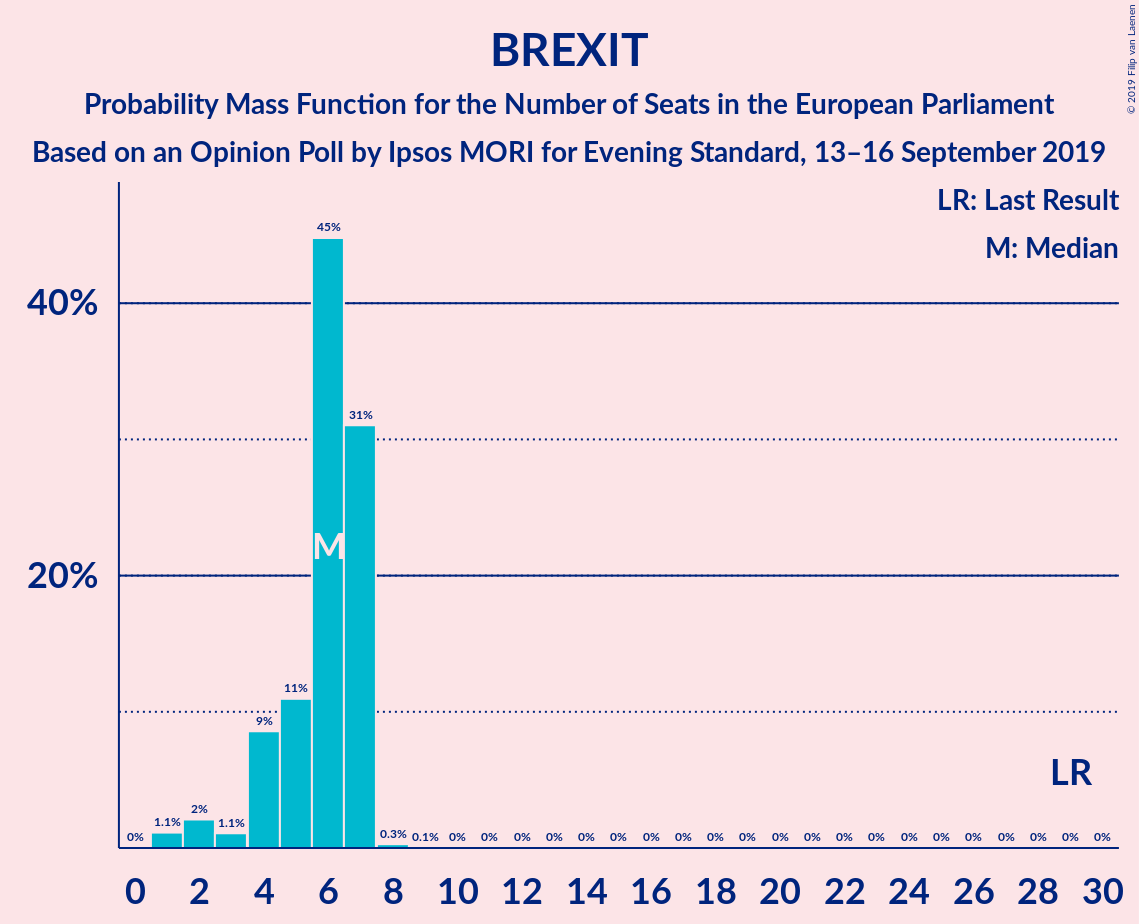 BREXIT
Probability Mass Function for the Number of Seats in the European Parliament
Based on an Opinion Poll by Ipsos MORI for Evening Standard, 13–16 September 2019
© 2019 Filip van Laenen
LR: Last Result
M: Median
45%
40%
31%
M
20%
11%
9%
LR
0% 1.1% 2% 1.1% 0.3% 0.1% 0% 0% 0% 0% 0% 0% 0% 0% 0% 0% 0% 0% 0% 0% 0% 0% 0% 0% 0% 0% 0%
0 2 4 6 8 10 12 14 16 18 20 22 24 26 28 30